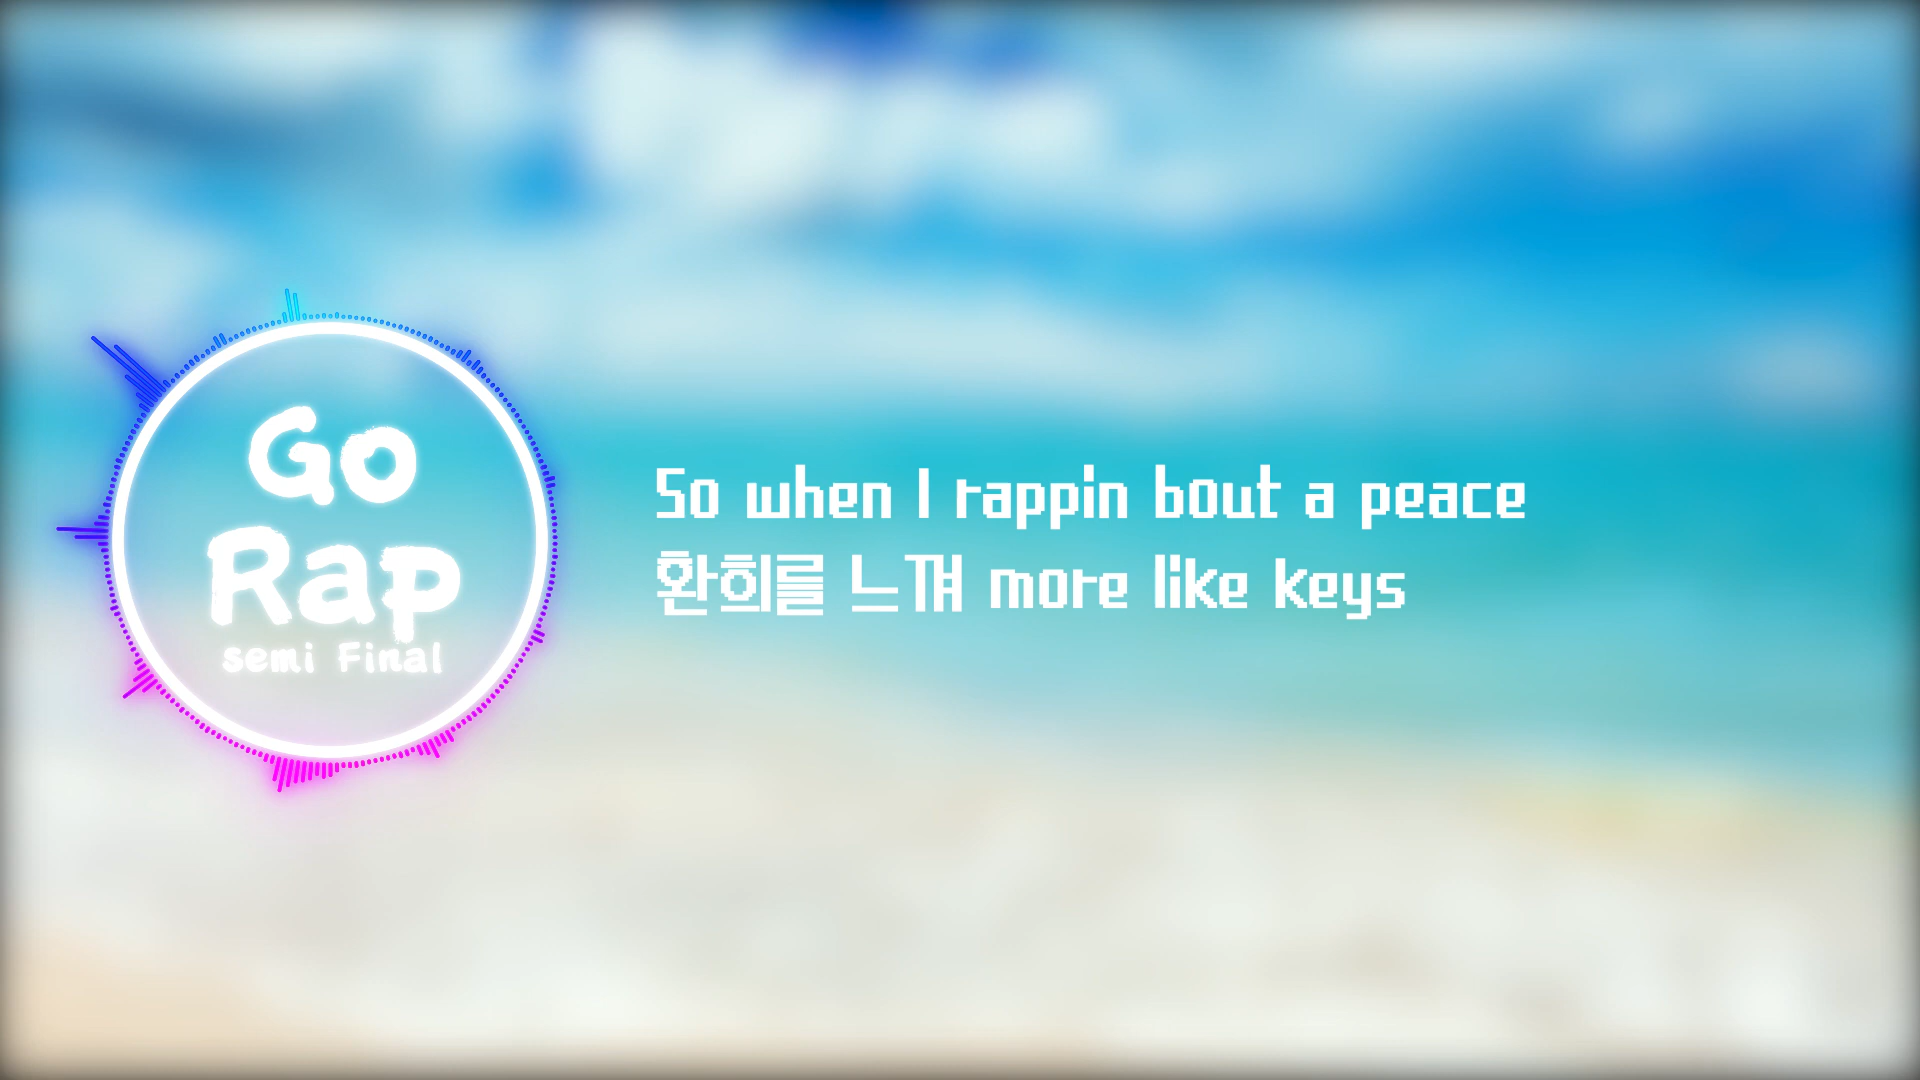 Go
Rap
semi Final
So when I rappin bout a peace
환희를 느껴 more like keys